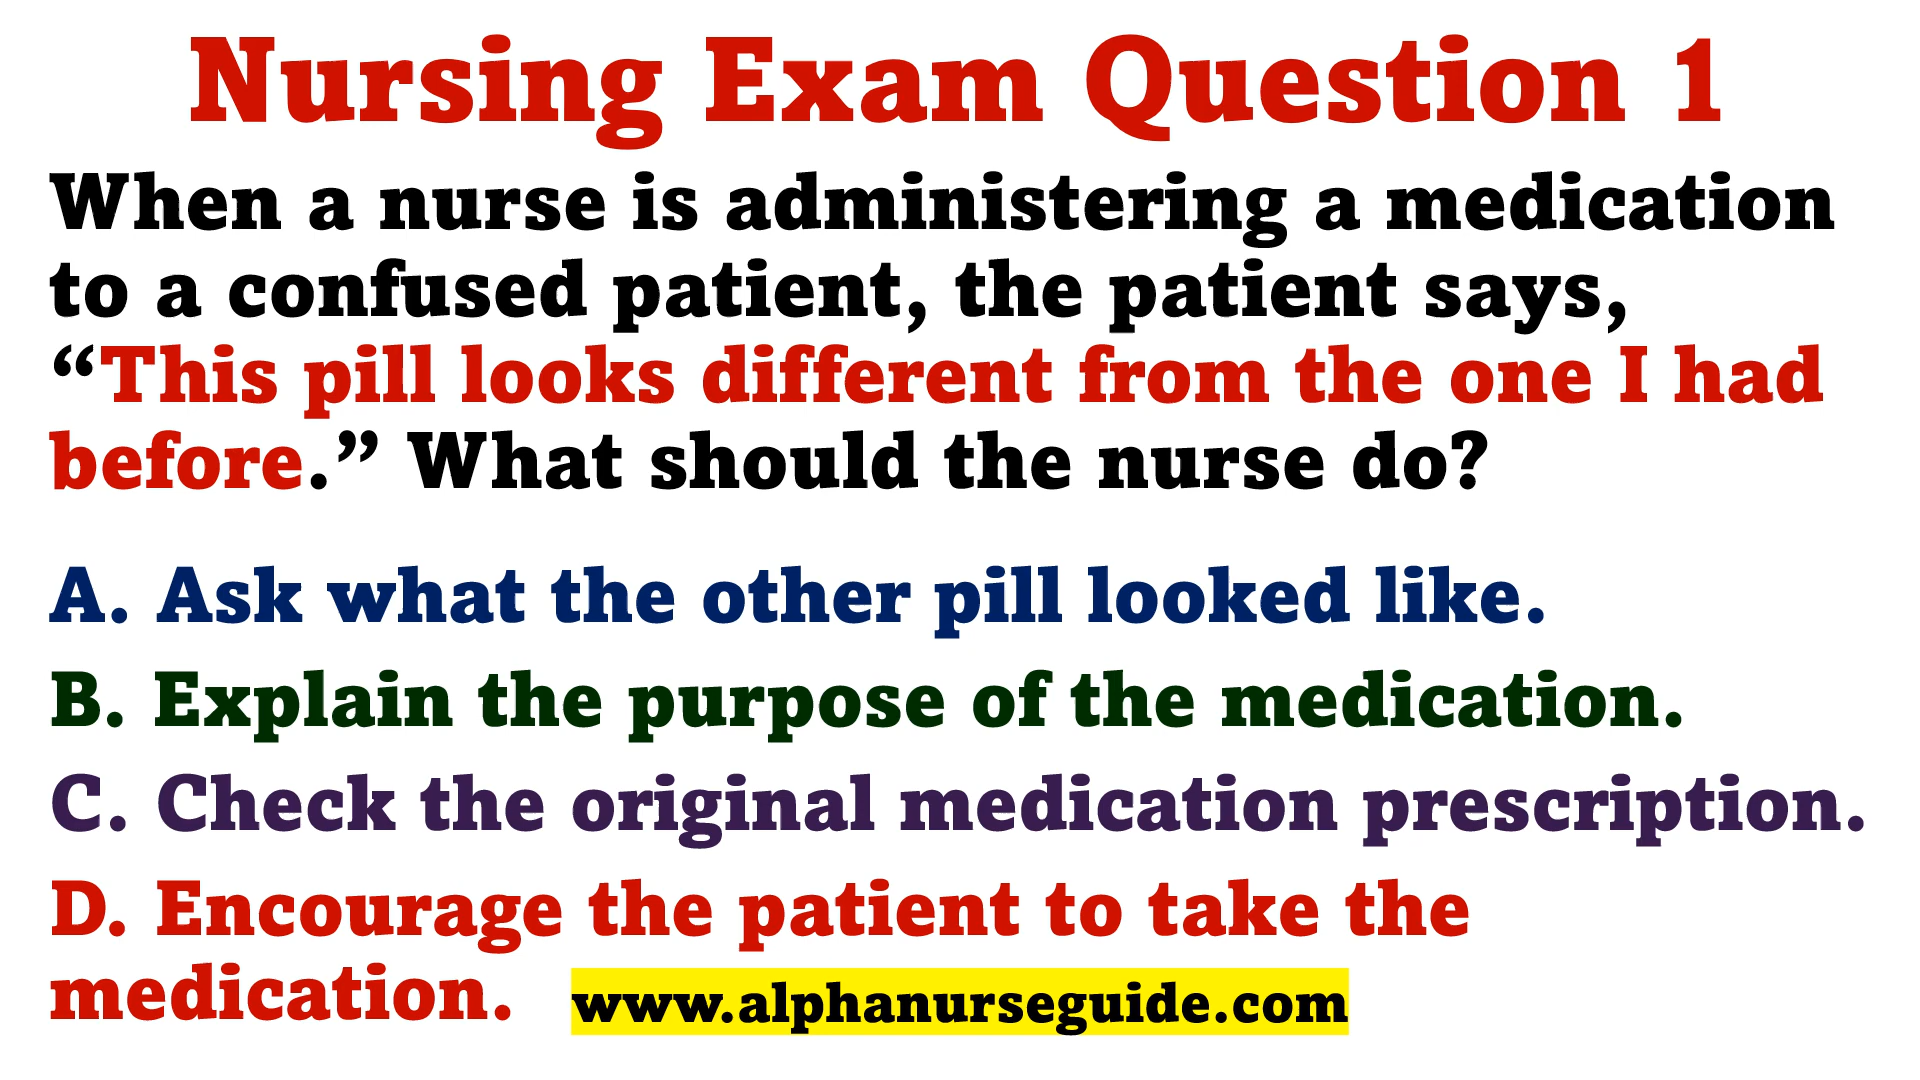 Nursing Exam Question 1
When a nurse is administering a medication
to a confused patient, the patient says,
“This pill looks different from the one I had
before.” What should the nurse do?
A. Ask what the other pill looked like.
B. Explain the purpose of the medication.
C. Check the original medication prescription.
D. Encourage the patient to take the
medication. www.alphanurseguide.com